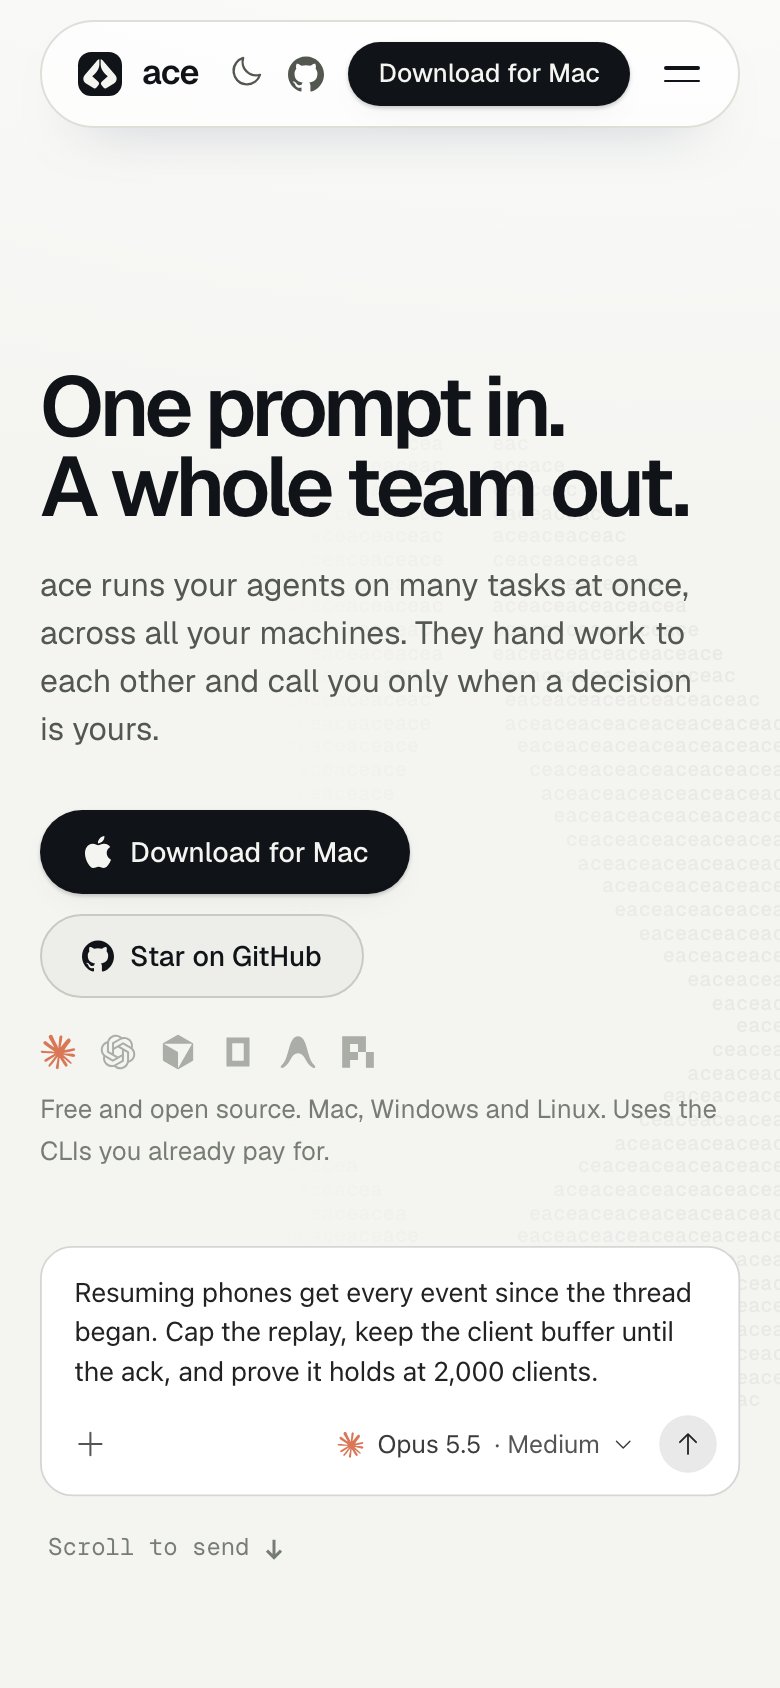 ace
Download for Mac
One prompt in.
A whole team out.
ace runs your agents on many tasks at once,
across all your machines. They hand work to
each other and call you only when a decision
is yours.
Download for Mac
Star on GitHub
Free and open source. Mac, Windows and Linux. Uses the
CLIs you already pay for.
Resuming phones get every event since the thread
began. Cap the replay, keep the client buffer until
the ack, and prove it holds at 2,000 clients.
Opus 5.5 · Medium
Scroll to send ↓